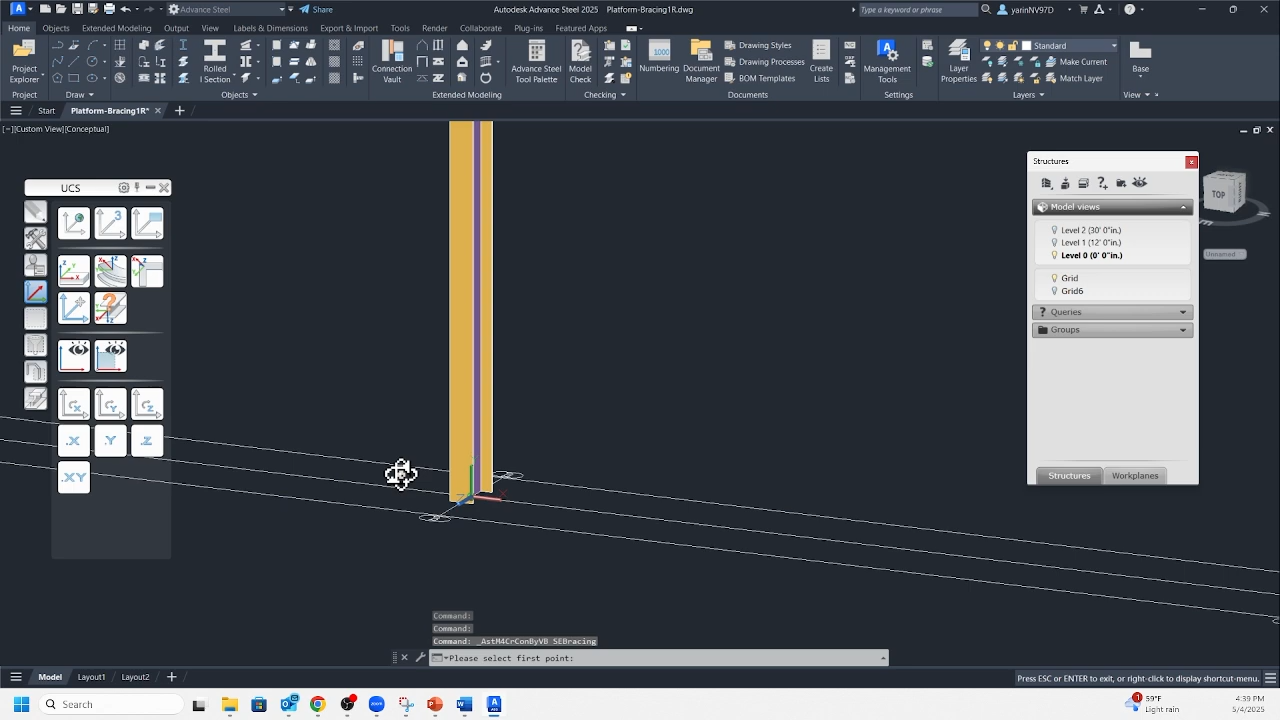 Advance Steel
Share
Autodesk Advance Steel 2025 Platform-Bracing1R.dwg
Type a keyword or phrase
yarinNV97D
Home Objects Extended Modeling Output View Labels & Dimensions Export & Import Tools Render Collaborate Plug-ins Featured Apps
Project Explorer
Rolled I Section
Connection Vault
Advance Steel Tool Palette
Model Check
1000
Numbering
Document Manager
Drawing Styles
Drawing Processes
BOM Templates
Create Lists
Management Tools
Layer Properties
Standard
Make Current
Match Layer
Base
Project Draw Objects Extended Modeling Checking Documents Settings Layers View
Start Platform-Bracing1R*
[−][Custom View][Conceptual]
UCS
3
X Y Z
.X .Y .Z
.XY
Structures
Model views
Level 2 (30' 0"in.)
Level 1 (12' 0"in.)
Level 0 (0' 0"in.)
Grid
Grid6
Queries
Groups
Structures Workplanes
TOP
Unnamed
Command:
Command:
Command: _AstM4CrConByVB SEBracing
Please select first point:
Model Layout1 Layout2
Press ESC or ENTER to exit, or right-click to display shortcut-menu.
Search
59°F
Light rain
4:39 PM
5/4/2025